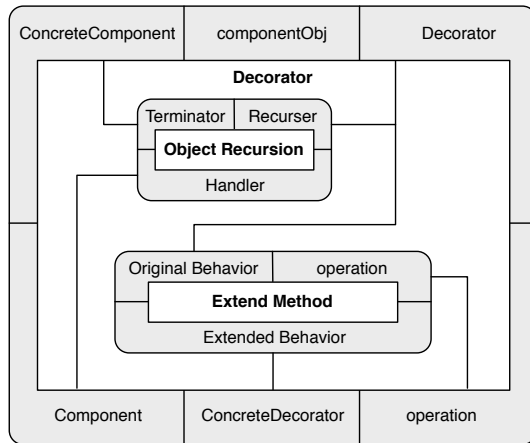 ConcreteComponent componentObj Decorator
Decorator
Terminator Recurser
Object Recursion
Handler
Original Behavior operation
Extend Method
Extended Behavior
Component ConcreteDecorator operation